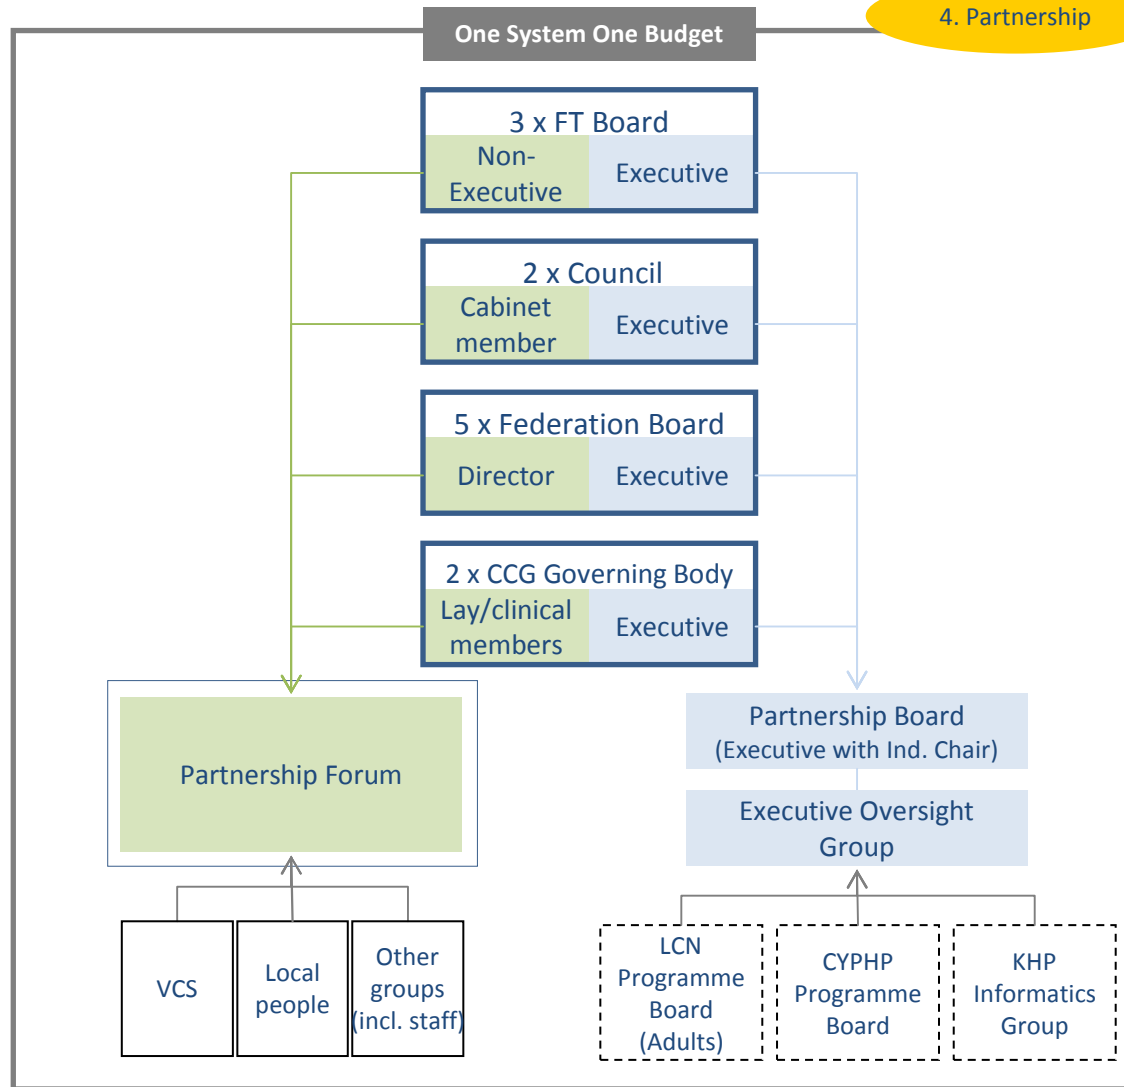 4. Partnership
One System One Budget
3 x FT Board
Non-
Executive
Executive
2 x Council
Cabinet
member
Executive
5 x Federation Board
Director
Executive
2 x CCG Governing Body
Lay/clinical
members
Executive
Partnership Forum
Partnership Board
(Executive with Ind. Chair)
Executive Oversight
Group
VCS
Local
people
Other
groups
(incl. staff)
LCN
Programme
Board
(Adults)
CYPHP
Programme
Board
KHP
Informatics
Group